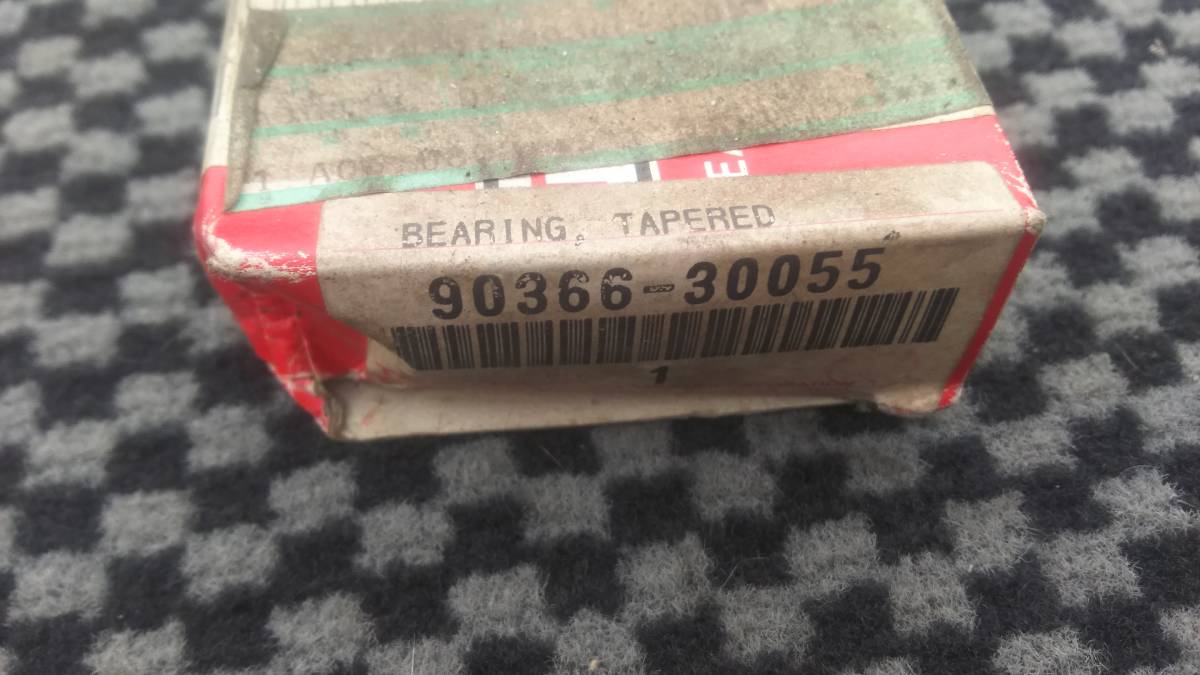 BEARING, TAPERED
90366-30055
1